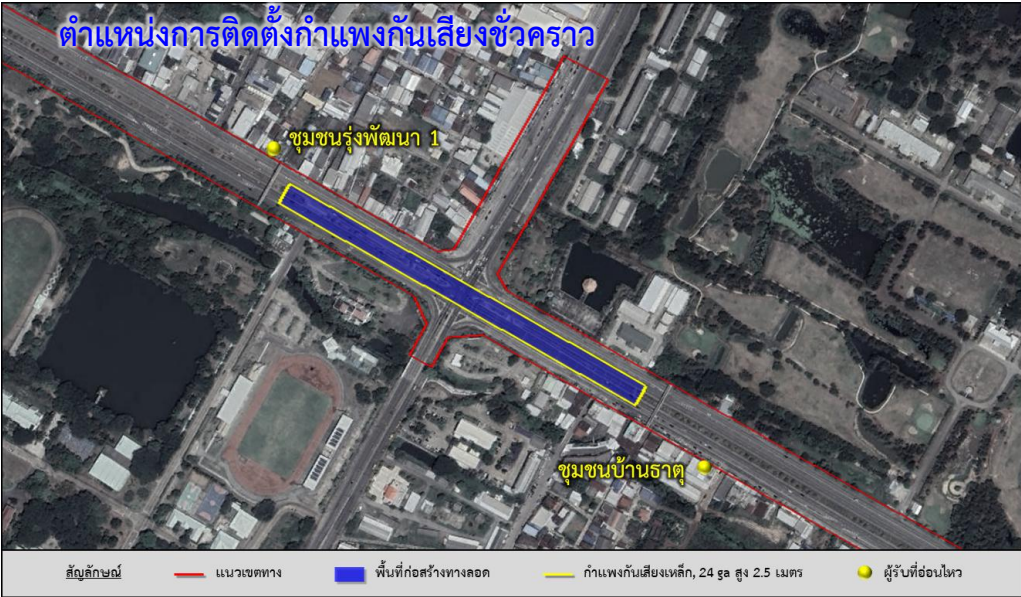 ตำแหน่งการติดตั้งกำแพงกันเสียงชั่วคราว
ชุมชนรุ่งพัฒนา 1
ชุมชนบ้านธาตุ
สัญลักษณ์ แนวเขตทาง พื้นที่ก่อสร้างทางลอด กำแพงกันเสียงเหล็ก, 24 ga สูง 2.5 เมตร ผู้รับที่อ่อนไหว